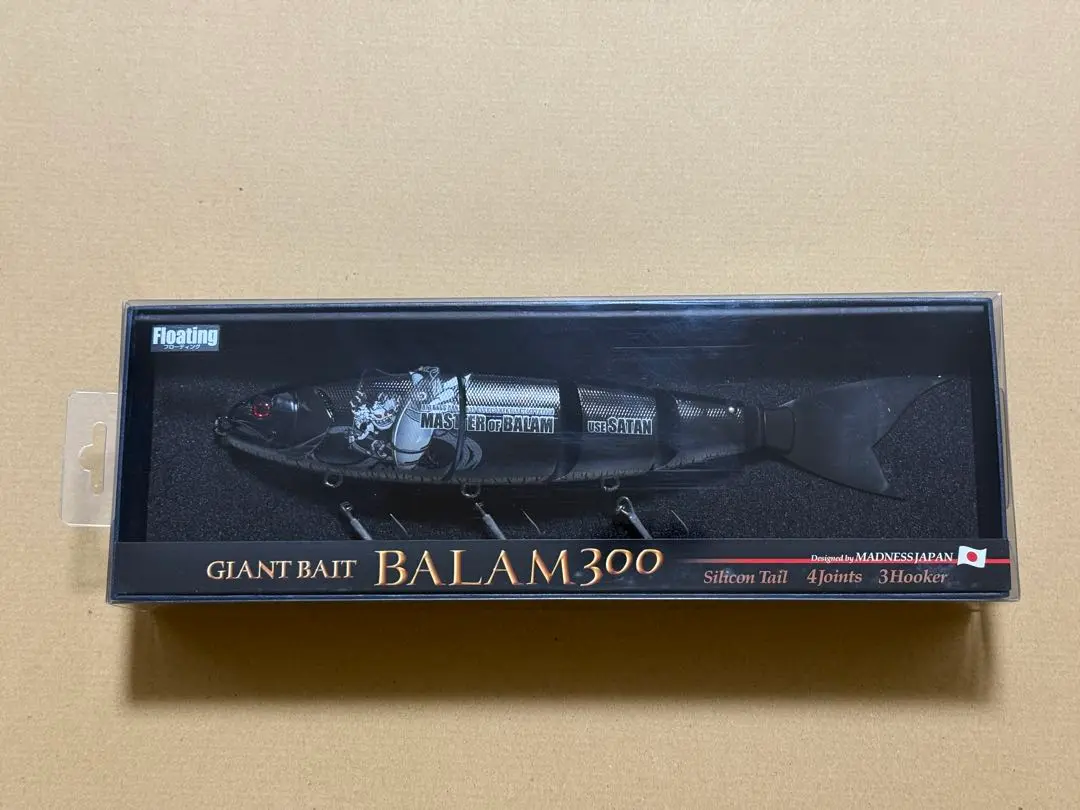 Floating
フローティング
MASTER OF BALAM
USE SATAN
GIANT BAIT BALAM300
Designed by MADNESS JAPAN
Silicon Tail 4Joints 3Hooker